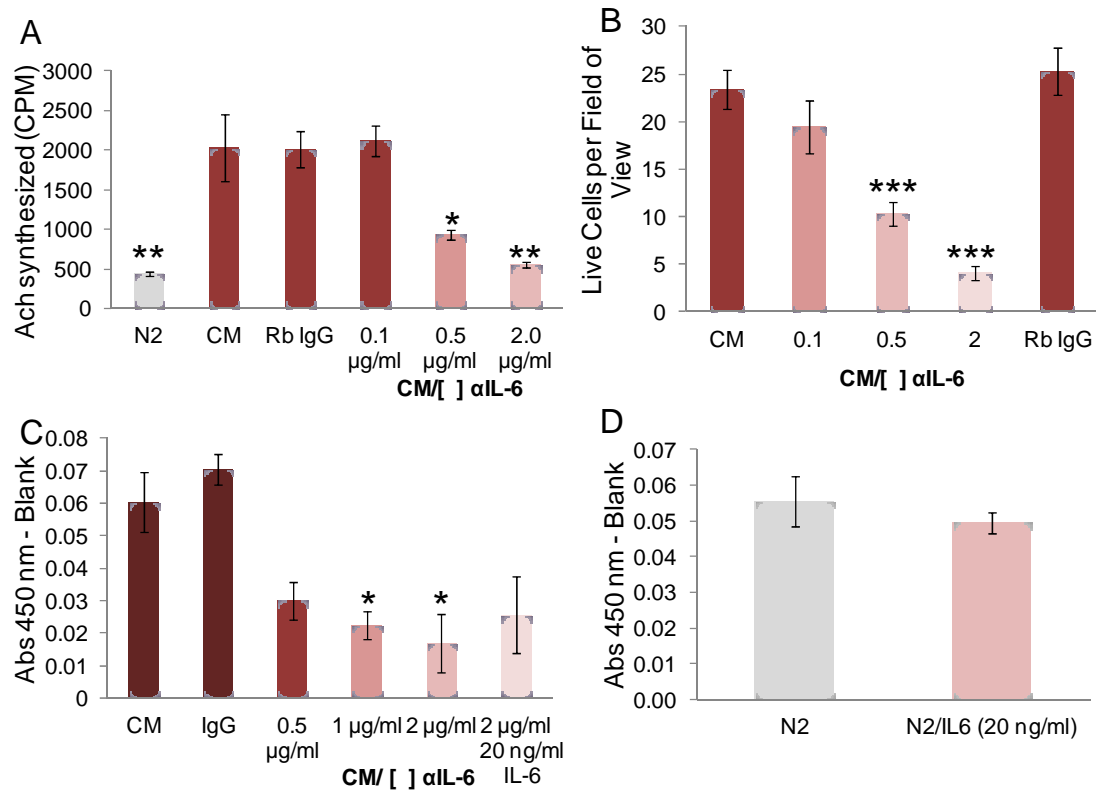 A
Ach synthesized (CPM)
3000
2500
2000
1500
1000
500
0
**
*
**
N2
CM
Rb IgG
0.1 µg/ml
0.5 µg/ml
2.0 µg/ml
CM/[ ] αIL-6
B
Live Cells per Field of View
30
25
20
15
10
5
0
***
***
CM
0.1
0.5
2
Rb IgG
CM/[ ] αIL-6
C
Abs 450 nm - Blank
0.08
0.07
0.06
0.05
0.04
0.03
0.02
0.01
0
*
*
CM
IgG
0.5 µg/ml
1 µg/ml
2 µg/ml
2 µg/ml
20 ng/ml
IL-6
CM/ [ ] αIL-6
D
Abs 450 nm - Blank
0.07
0.06
0.05
0.04
0.03
0.02
0.01
0.00
N2
N2/IL6 (20 ng/ml)